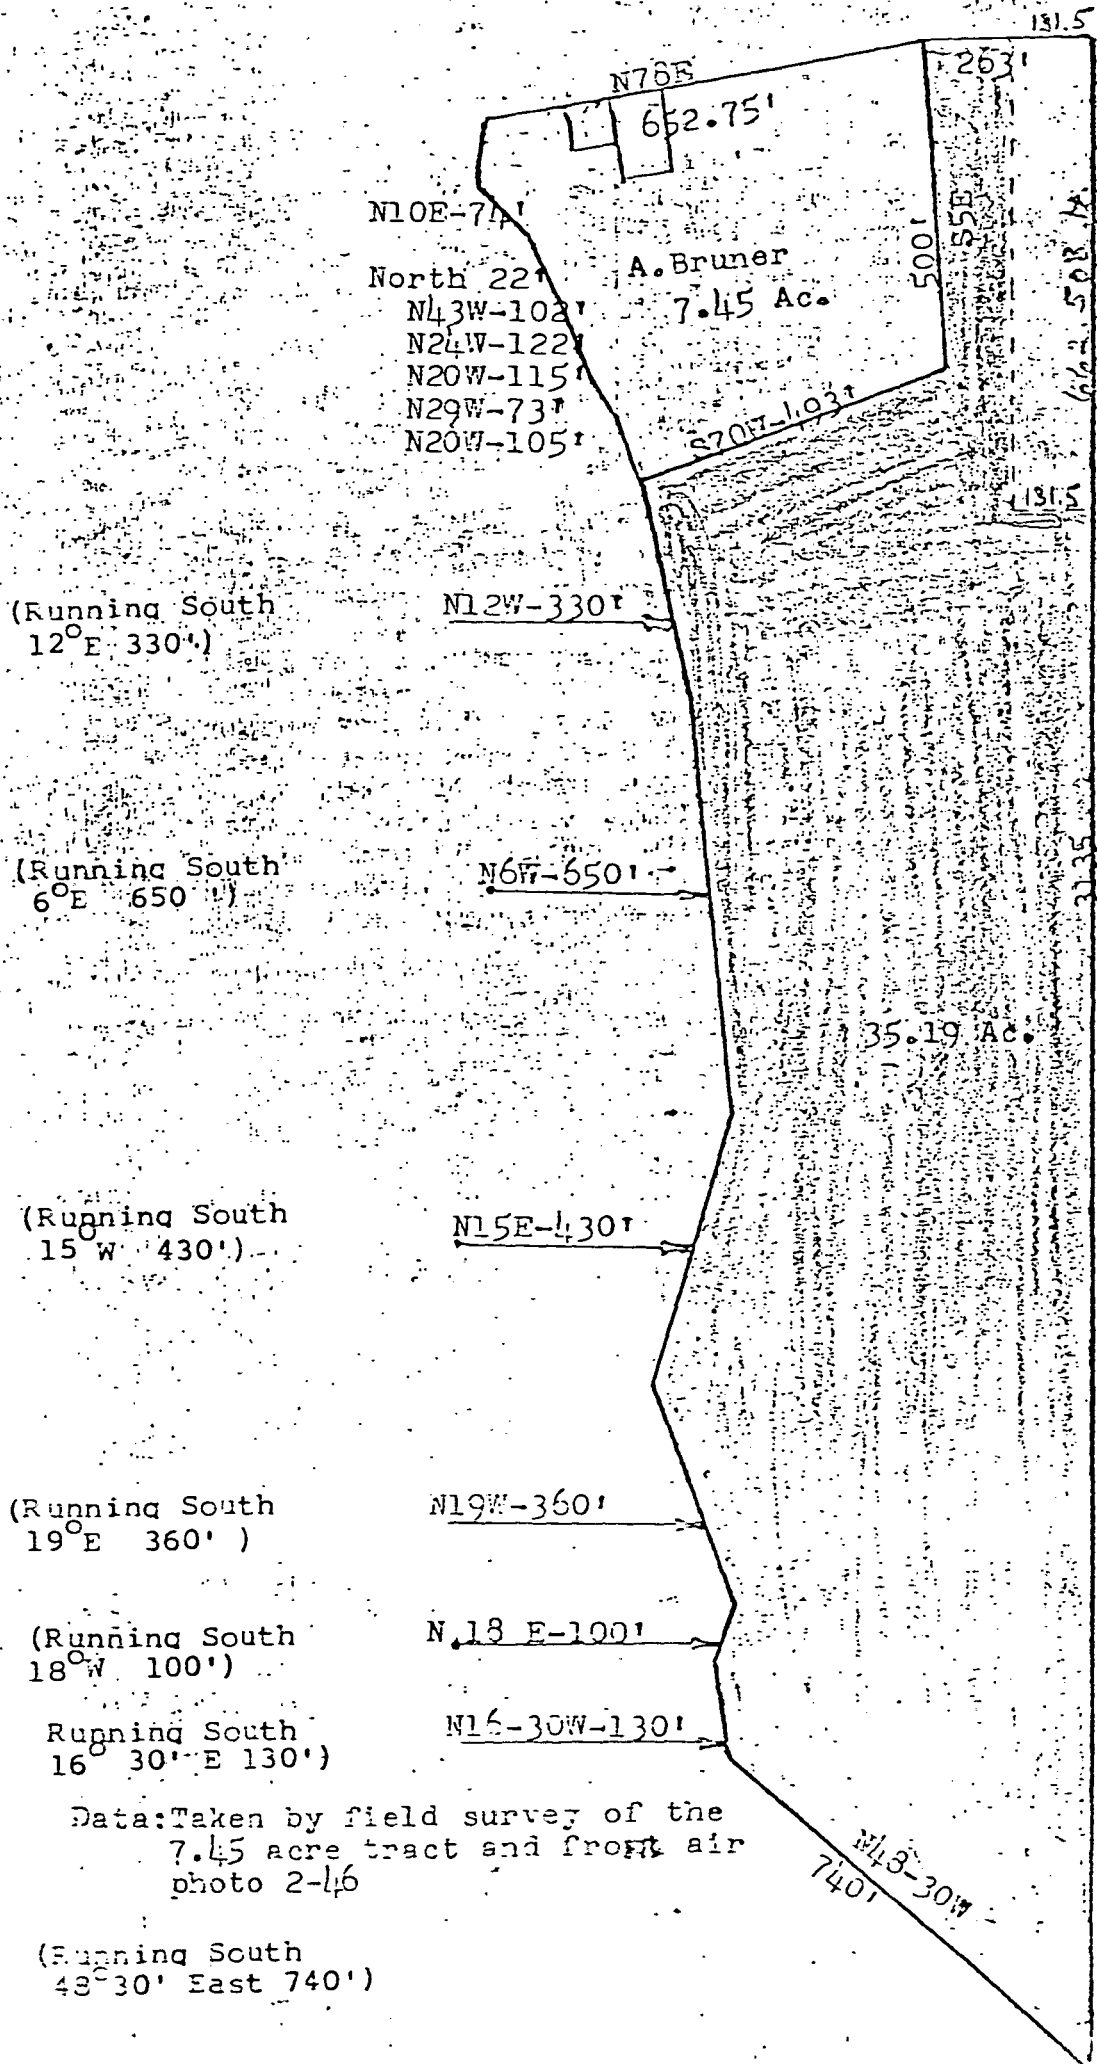 131.5
263'
N78E
652.75'
N10E-74'
North 22'
N43W-102'
N24W-122'
N20W-115'
N29W-73'
N20W-105'
A.Bruner
7.45 Ac.
500'
S5E
S70W-403'
131.5
(Running South
12°E 330'.)
N12W-330'
(Running South
6°E 650 ')
N6W-650'
35.19 Ac.
(Running South
15°W 430')
N15E-430'
(Running South
19°E 360' )
N19W-360'
(Running South
18°W 100')
N.18 E-100'
Running South
16° 30' E 130')
N16-30W-130'
Data:Taken by field survey of the
7.45 acre tract and from air
photo 2-46
N48-30W
740'
(Running South
48°30' East 740')